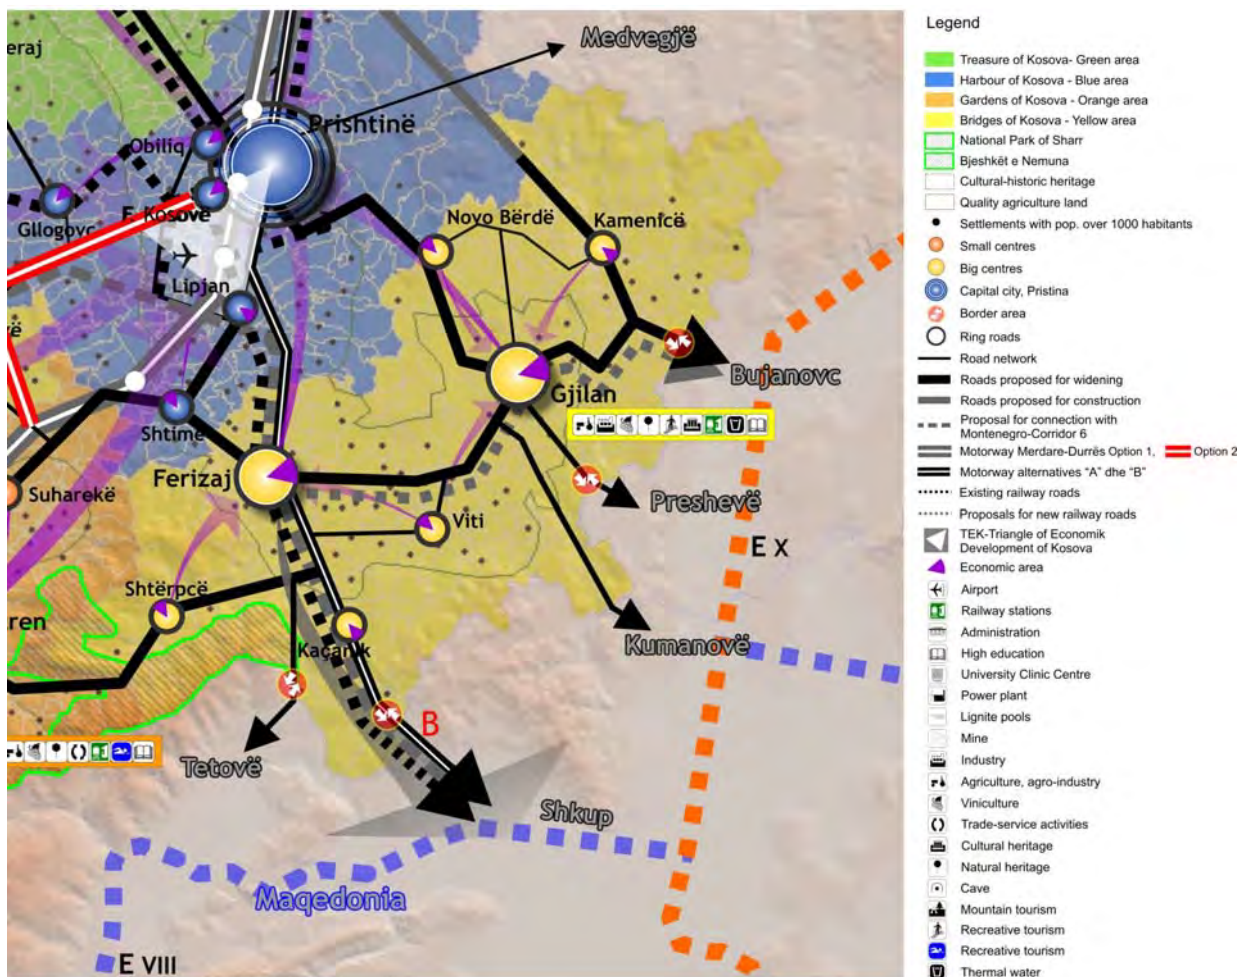 Medvegjë
eraj
Prishtinë
Obiliq
F Kosovë
Gllogovc
Novo Bërdë
Kamenicë
Lipjan
vë
Bujanovc
Gjilan
Shtime
Ferizaj
Suharekë
Preshevë
Viti
E X
Shtërpcë
ren
Kumanovë
Kaçanik
B
Tetovë
Shkup
Maqedonia
E VIII
Legend
Treasure of Kosova- Green area
Harbour of Kosova - Blue area
Gardens of Kosova - Orange area
Bridges of Kosova - Yellow area
National Park of Sharr
Bjeshkët e Nemuna
Cultural-historic heritage
Quality agriculture land
Settlements with pop. over 1000 habitants
Small centres
Big centres
Capital city, Pristina
Border area
Ring roads
Road network
Roads proposed for widening
Roads proposed for construction
Proposal for connection with
Montenegro-Corridor 6
Motorway Merdare-Durrës Option 1, Option 2
Motorway alternatives “A” dhe “B”
Existing railway roads
Proposals for new railway roads
TEK-Triangle of Economik
Development of Kosova
Economic area
Airport
Railway stations
Administration
High education
University Clinic Centre
Power plant
Lignite pools
Mine
Industry
Agriculture, agro-industry
Viniculture
Trade-service activities
Cultural heritage
Natural heritage
Cave
Mountain tourism
Recreative tourism
Recreative tourism
Thermal water